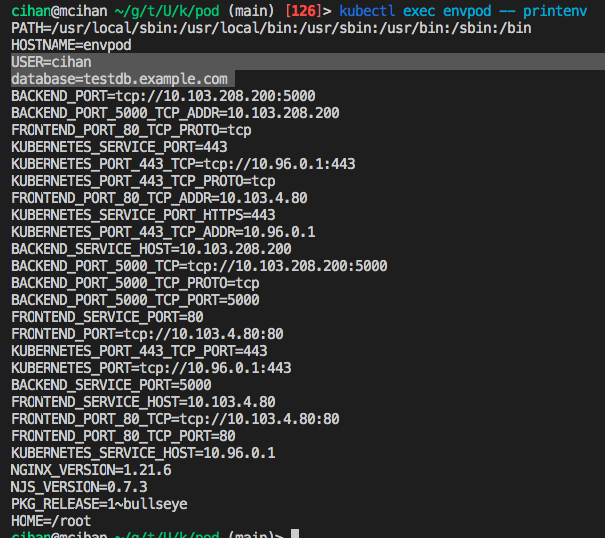 cihan@mcihan ~/g/t/U/k/pod (main) [126]> kubectl exec envpod -- printenv
PATH=/usr/local/sbin:/usr/local/bin:/usr/sbin:/usr/bin:/sbin:/bin
HOSTNAME=envpod
USER=cihan
database=testdb.example.com
BACKEND_PORT=tcp://10.103.208.200:5000
BACKEND_PORT_5000_TCP_ADDR=10.103.208.200
FRONTEND_PORT_80_TCP_PROTO=tcp
KUBERNETES_SERVICE_PORT=443
KUBERNETES_PORT_443_TCP=tcp://10.96.0.1:443
KUBERNETES_PORT_443_TCP_PROTO=tcp
FRONTEND_PORT_80_TCP_ADDR=10.103.4.80
KUBERNETES_SERVICE_PORT_HTTPS=443
KUBERNETES_PORT_443_TCP_ADDR=10.96.0.1
BACKEND_SERVICE_HOST=10.103.208.200
BACKEND_PORT_5000_TCP=tcp://10.103.208.200:5000
BACKEND_PORT_5000_TCP_PROTO=tcp
BACKEND_PORT_5000_TCP_PORT=5000
FRONTEND_SERVICE_PORT=80
FRONTEND_PORT=tcp://10.103.4.80:80
KUBERNETES_PORT_443_TCP_PORT=443
KUBERNETES_PORT=tcp://10.96.0.1:443
BACKEND_SERVICE_PORT=5000
FRONTEND_SERVICE_HOST=10.103.4.80
FRONTEND_PORT_80_TCP=tcp://10.103.4.80:80
FRONTEND_PORT_80_TCP_PORT=80
KUBERNETES_SERVICE_HOST=10.96.0.1
NGINX_VERSION=1.21.6
NJS_VERSION=0.7.3
PKG_RELEASE=1~bullseye
HOME=/root
cihan@mcihan ~/g/t/U/k/pod (main)>